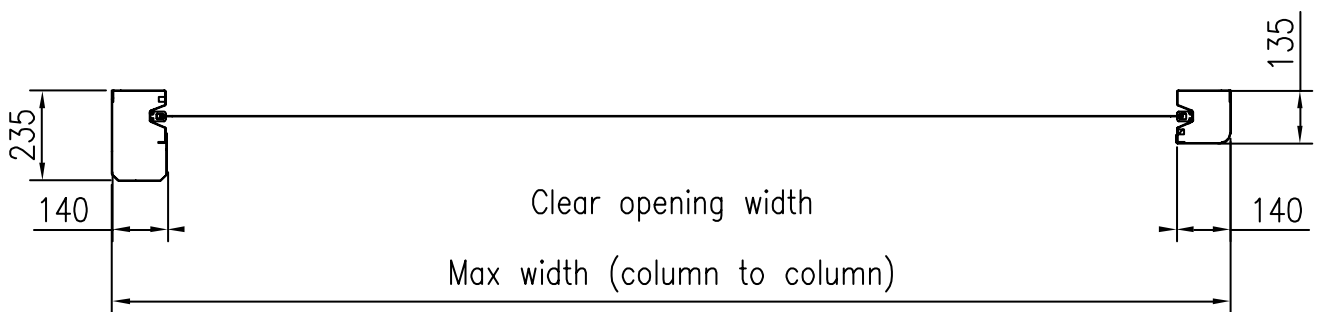 135
235
140
Clear opening width
140
Max width (column to column)